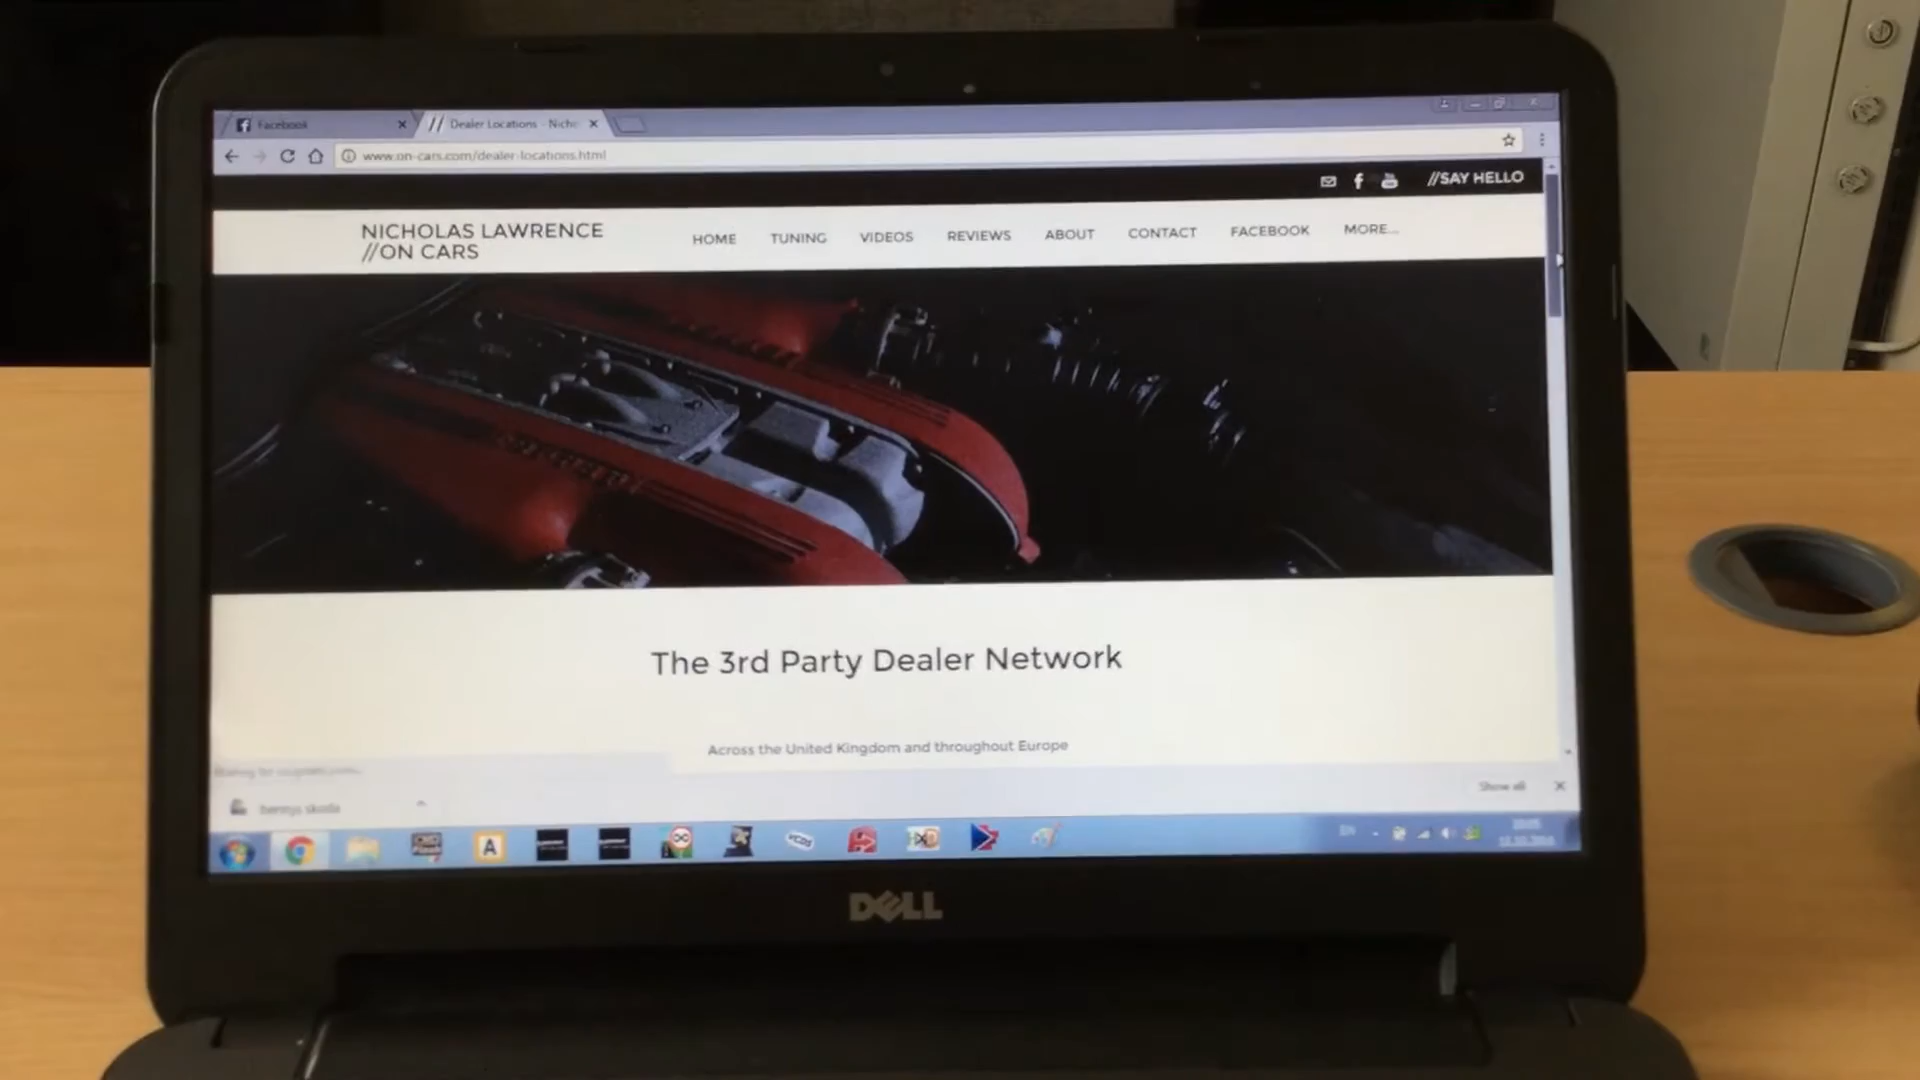 Facebook
Dealer Locations - Niche
www.on-cars.com/dealer-locations.html
//SAY HELLO
NICHOLAS LAWRENCE
//ON CARS
HOME TUNING VIDEOS REVIEWS ABOUT CONTACT FACEBOOK MORE...
The 3rd Party Dealer Network
Across the United Kingdom and throughout Europe
Show all
EN
DELL